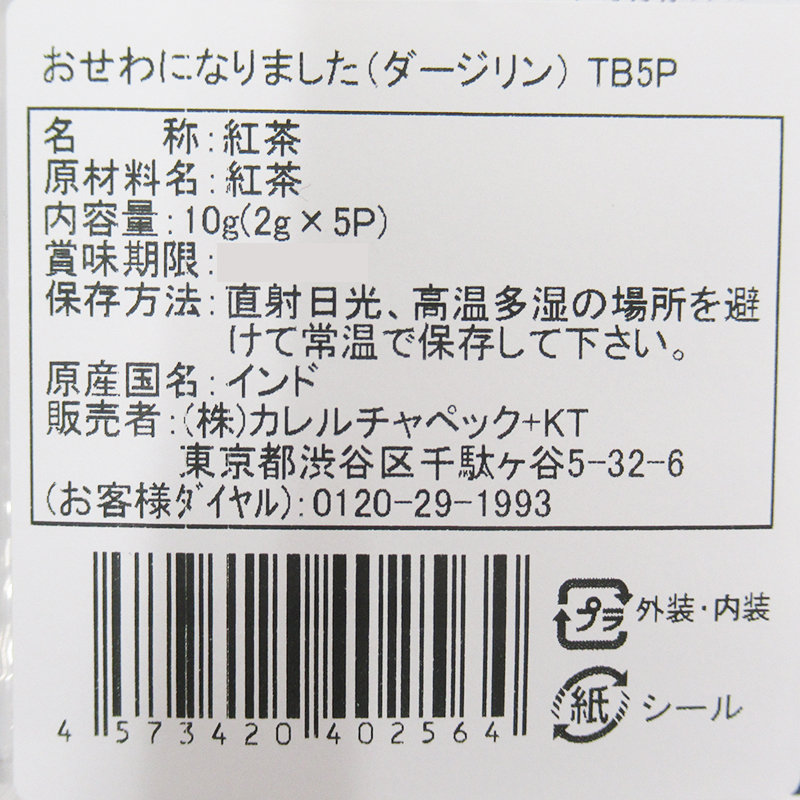 おせわになりました(ダージリン) TB5P
名　　称:紅茶
原材料名:紅茶
内容量:10g(2g×5P)
賞味期限:
保存方法:直射日光、高温多湿の場所を避
けて常温で保存して下さい。
原産国名:インド
販売者:(株)カレルチャペック+KT
東京都渋谷区千駄ヶ谷5-32-6
(お客様ダイヤル):0120-29-1993
プラ 外装・内装
紙 シール
4 573420 402564